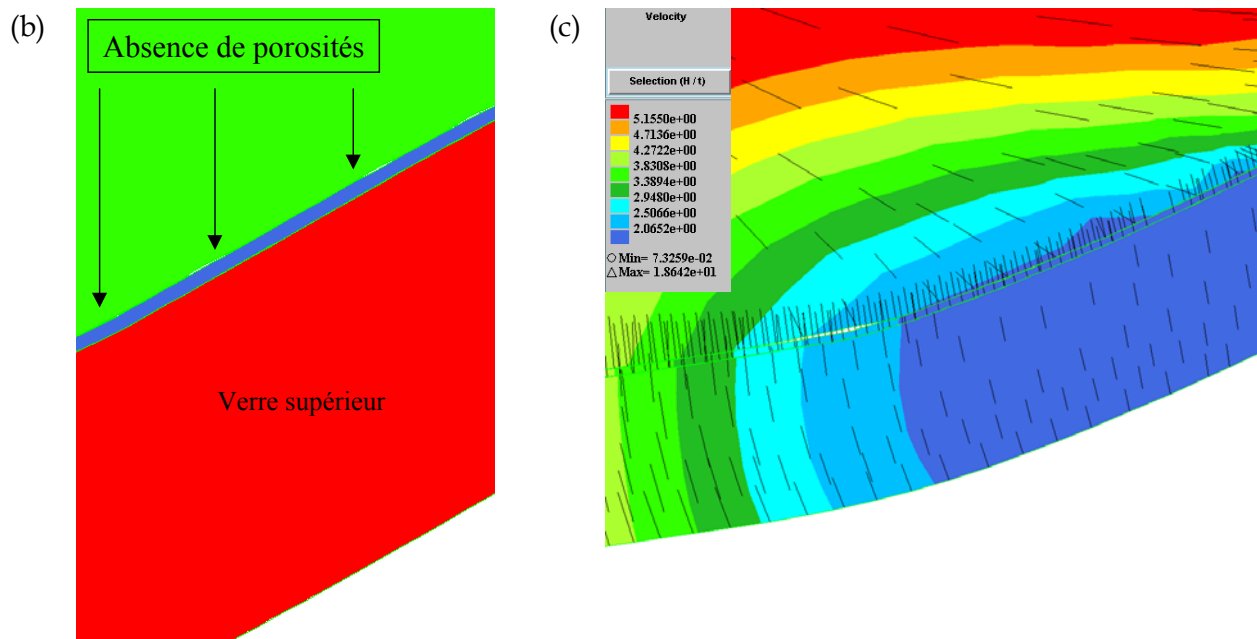 (b)
Absence de porosités
Verre supérieur
(c)
Velocity
Selection (H / t)
5.1550e+00
4.7136e+00
4.2722e+00
3.8308e+00
3.3894e+00
2.9480e+00
2.5066e+00
2.0652e+00
Min= 7.3259e-02
Max= 1.8642e+01